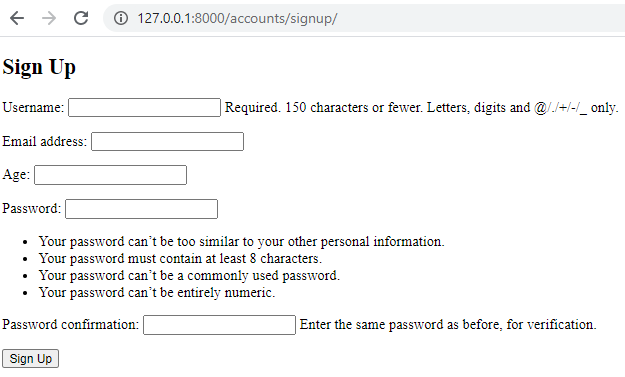 127.0.0.1:8000/accounts/signup/
Sign Up
Username: Required. 150 characters or fewer. Letters, digits and @/./+/-/_ only.
Email address:
Age:
Password:
• Your password can’t be too similar to your other personal information.
• Your password must contain at least 8 characters.
• Your password can’t be a commonly used password.
• Your password can’t be entirely numeric.
Password confirmation: Enter the same password as before, for verification.
Sign Up